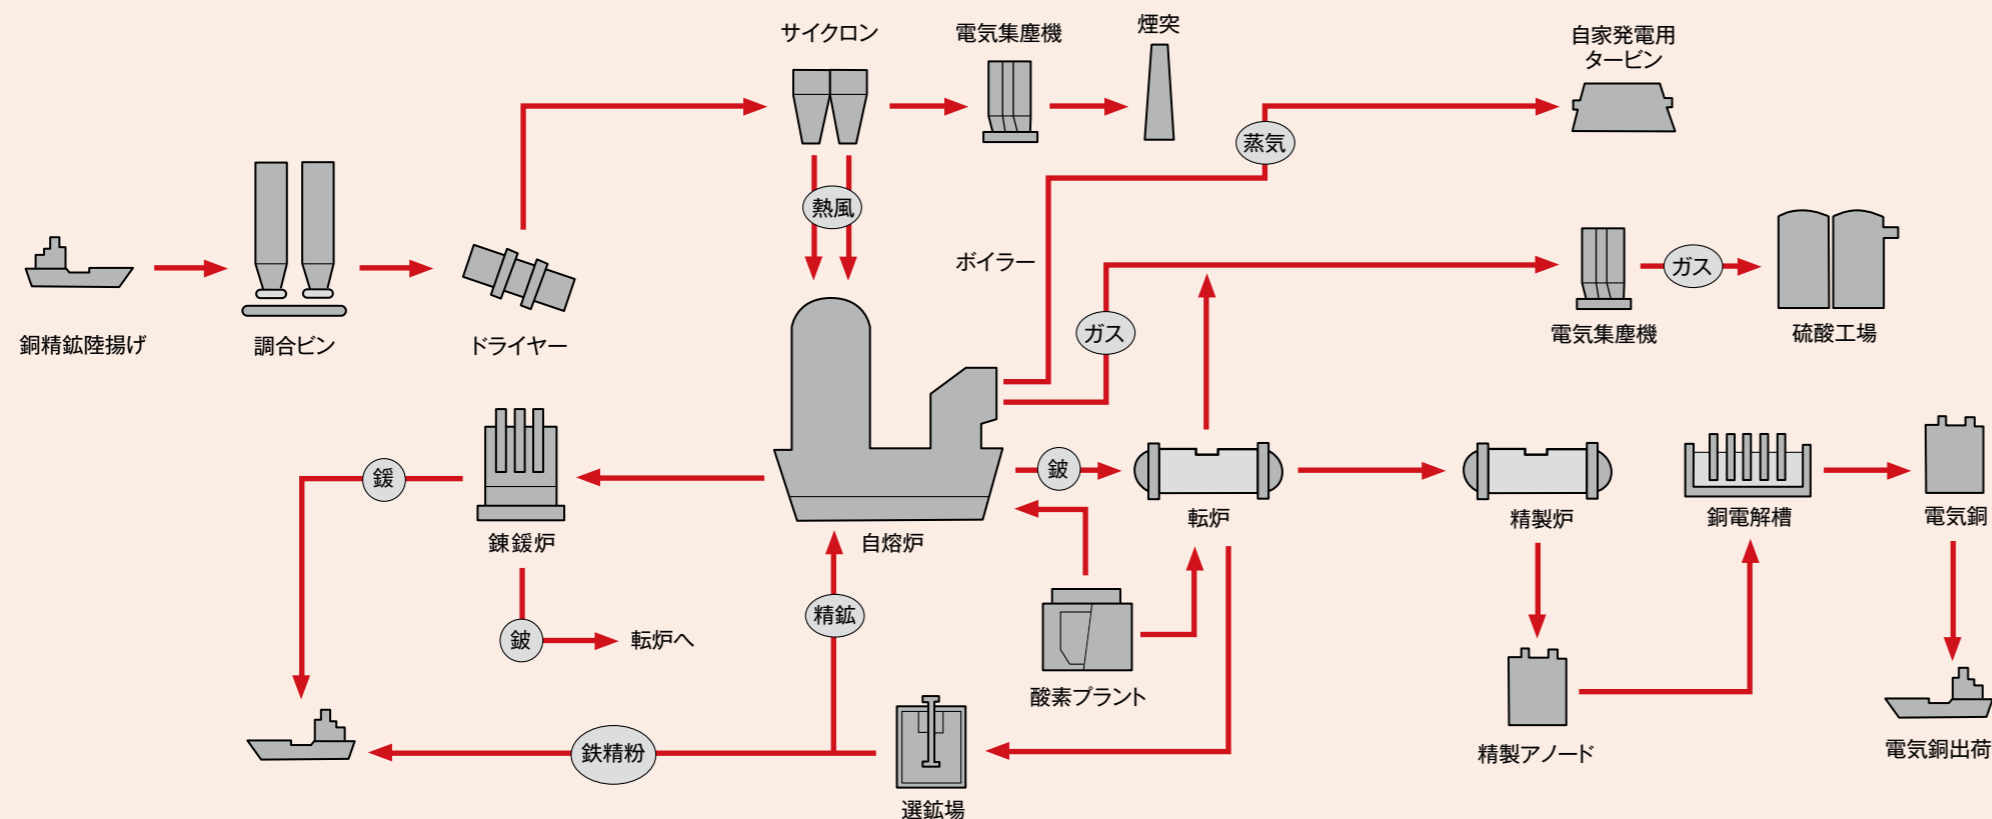 サイクロン
電気集塵機
煙突
自家発電用
タービン
蒸気
熱風
ボイラー
ガス
ガス
電気集塵機
硫酸工場
銅精鉱陸揚げ
調合ビン
ドライヤー
鍰
錬鍰炉
自熔炉
鈹
転炉
精製炉
銅電解槽
電気銅
鈹
転炉へ
精鉱
酸素プラント
鉄精粉
選鉱場
精製アノード
電気銅出荷